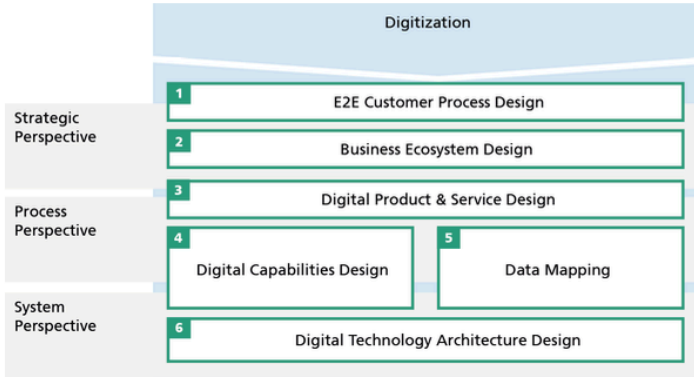 Digitization
1
E2E Customer Process Design
Strategic
Perspective
2
Business Ecosystem Design
3
Digital Product & Service Design
Process
Perspective
4
Digital Capabilities Design
5
Data Mapping
System
Perspective
6
Digital Technology Architecture Design